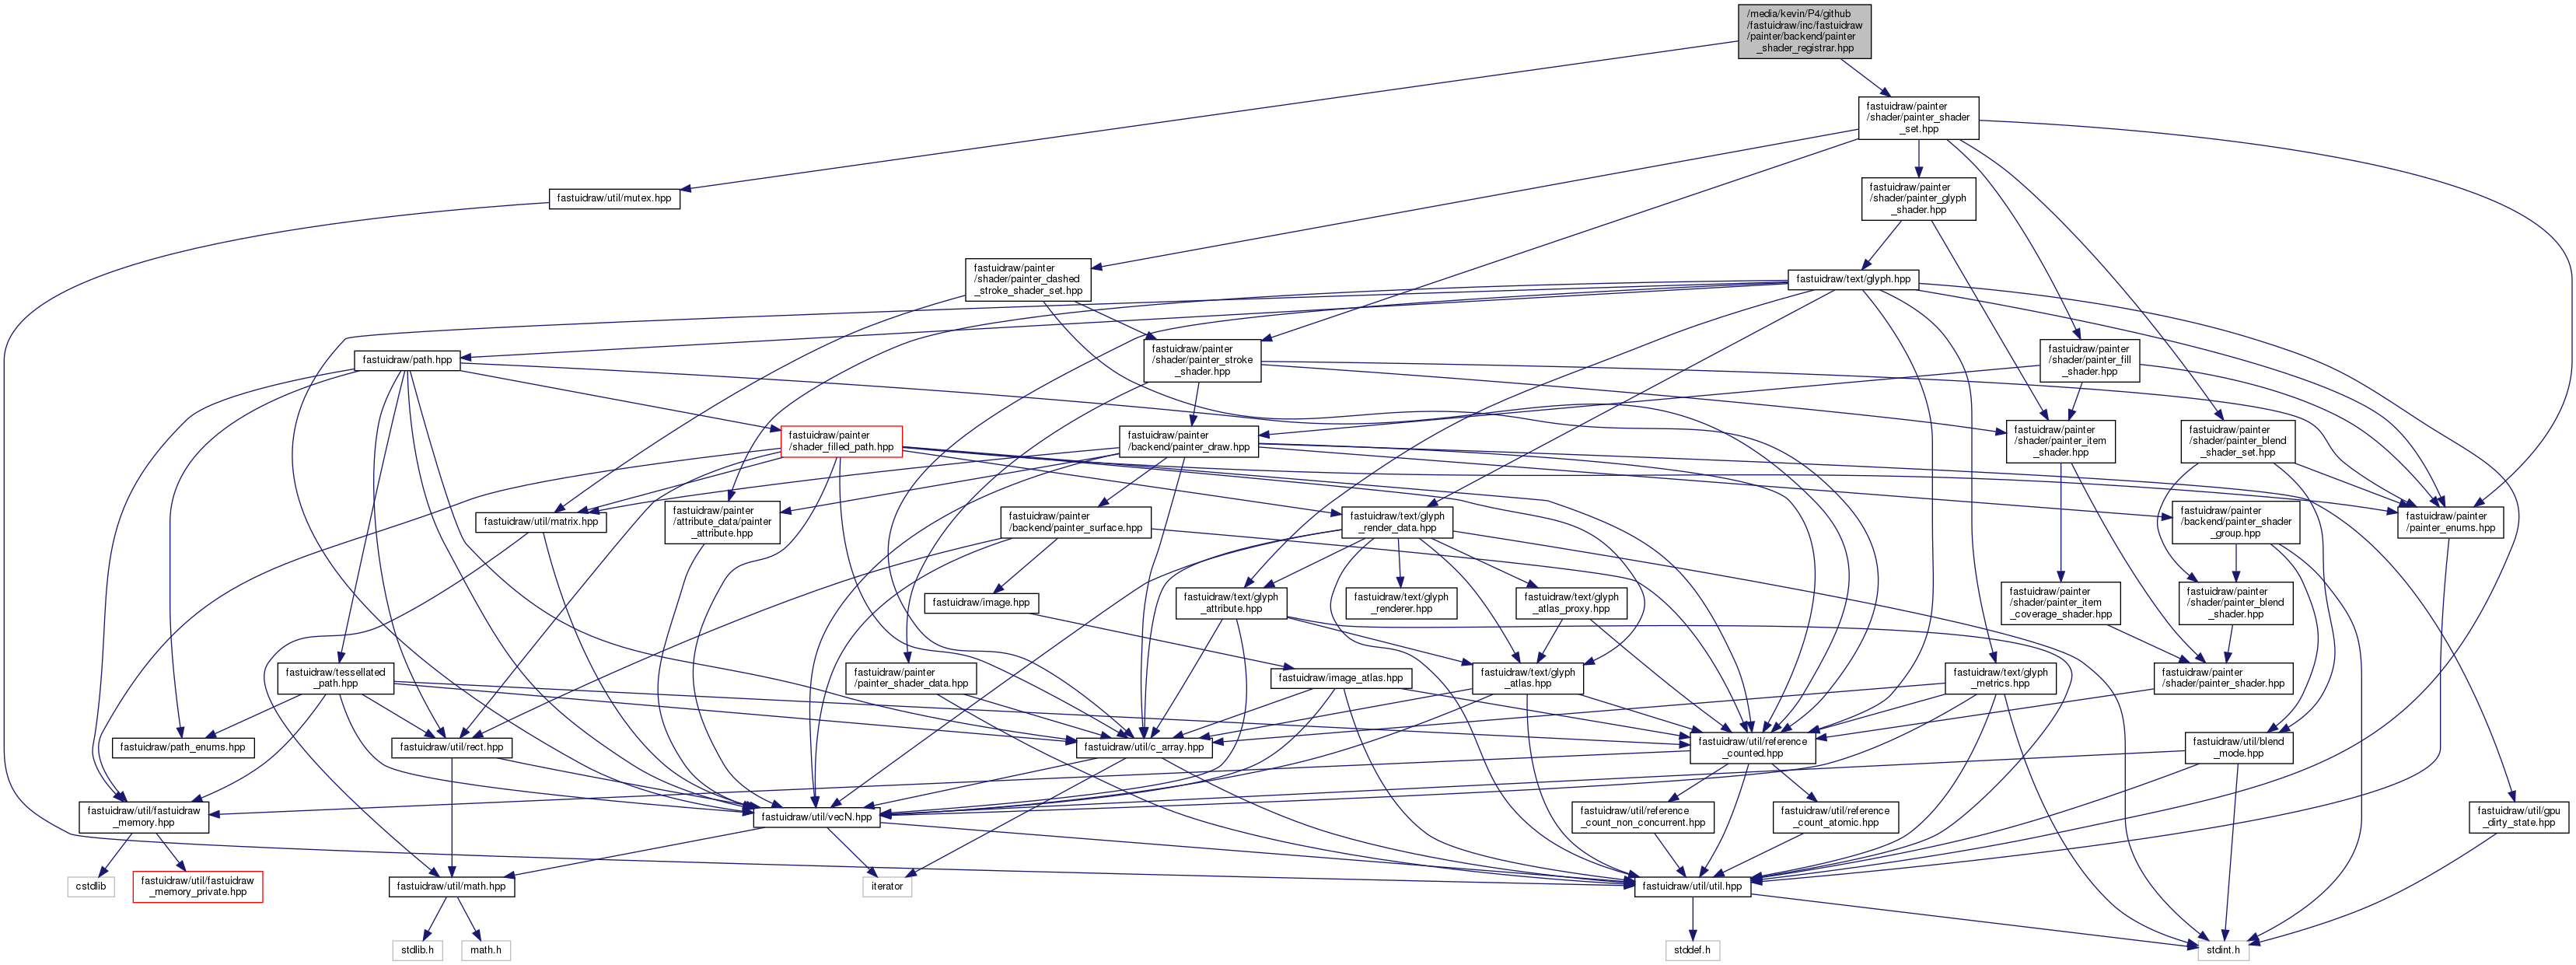 /media/kevin/P4/github
/fastuidraw/inc/fastuidraw
/painter/backend/painter
_shader_registrar.hpp
fastuidraw/painter
/shader/painter_shader
_set.hpp
fastuidraw/util/mutex.hpp
fastuidraw/painter
/shader/painter_glyph
_shader.hpp
fastuidraw/painter
/shader/painter_dashed
_stroke_shader_set.hpp
fastuidraw/text/glyph.hpp
fastuidraw/path.hpp
fastuidraw/painter
/shader/painter_stroke
_shader.hpp
fastuidraw/painter
/shader/painter_fill
_shader.hpp
fastuidraw/painter
/shader_filled_path.hpp
fastuidraw/painter
/backend/painter_draw.hpp
fastuidraw/painter
/shader/painter_item
_shader.hpp
fastuidraw/painter
/shader/painter_blend
_shader_set.hpp
fastuidraw/util/matrix.hpp
fastuidraw/painter
/attribute_data/painter
_attribute.hpp
fastuidraw/painter
/backend/painter_surface.hpp
fastuidraw/text/glyph
_render_data.hpp
fastuidraw/painter
/backend/painter_shader
_group.hpp
fastuidraw/painter
/painter_enums.hpp
fastuidraw/image.hpp
fastuidraw/text/glyph
_attribute.hpp
fastuidraw/text/glyph
_renderer.hpp
fastuidraw/text/glyph
_atlas_proxy.hpp
fastuidraw/painter
/shader/painter_item
_coverage_shader.hpp
fastuidraw/painter
/shader/painter_blend
_shader.hpp
fastuidraw/tessellated
_path.hpp
fastuidraw/painter
/painter_shader_data.hpp
fastuidraw/image_atlas.hpp
fastuidraw/text/glyph
_atlas.hpp
fastuidraw/text/glyph
_metrics.hpp
fastuidraw/painter
/shader/painter_shader.hpp
fastuidraw/path_enums.hpp
fastuidraw/util/rect.hpp
fastuidraw/util/c_array.hpp
fastuidraw/util/reference
_counted.hpp
fastuidraw/util/blend
_mode.hpp
fastuidraw/util/fastuidraw
_memory.hpp
fastuidraw/util/vecN.hpp
fastuidraw/util/reference
_count_non_concurrent.hpp
fastuidraw/util/reference
_count_atomic.hpp
fastuidraw/util/gpu
_dirty_state.hpp
cstdlib
fastuidraw/util/fastuidraw
_memory_private.hpp
fastuidraw/util/math.hpp
iterator
fastuidraw/util/util.hpp
stdlib.h
math.h
stddef.h
stdint.h